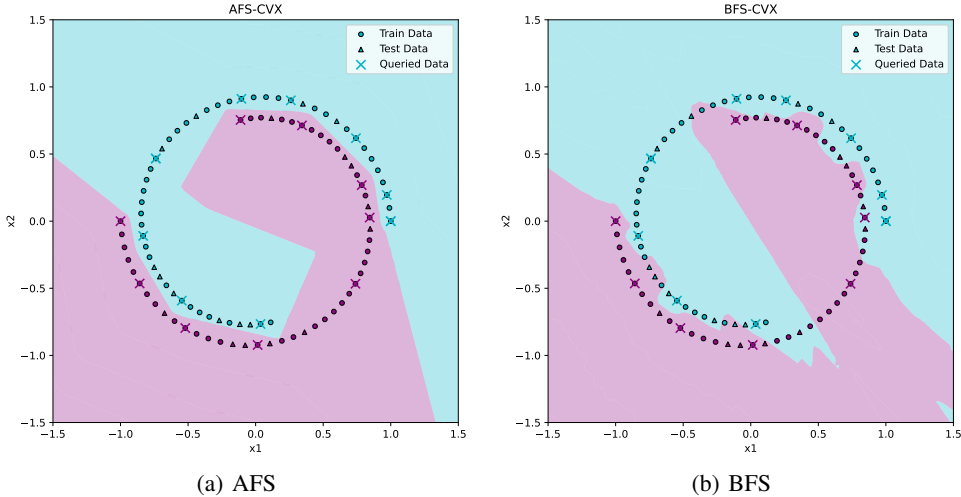 AFS-CVX
1.5
1.0
0.5
0.0
−0.5
−1.0
−1.5
x2
−1.5 −1.0 −0.5 0.0 0.5 1.0 1.5
x1
Train Data
Test Data
Queried Data
(a) AFS
BFS-CVX
1.5
1.0
0.5
0.0
−0.5
−1.0
−1.5
x2
−1.5 −1.0 −0.5 0.0 0.5 1.0 1.5
x1
Train Data
Test Data
Queried Data
(b) BFS